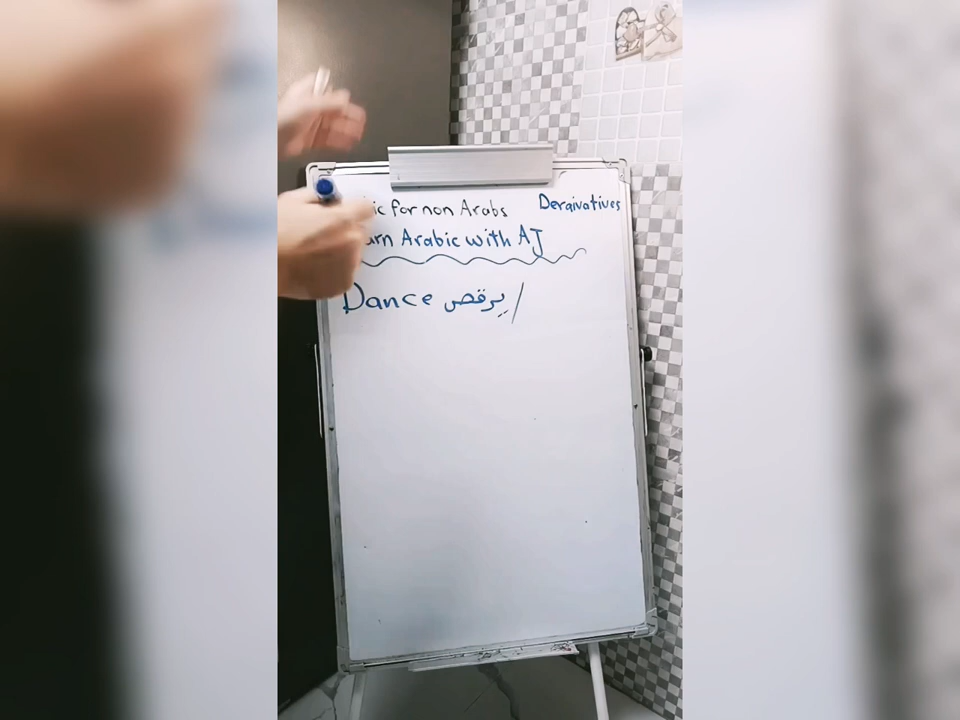 ic for non Arabs Deraivatives
arn Arabic with AJ
Dance يرقص /